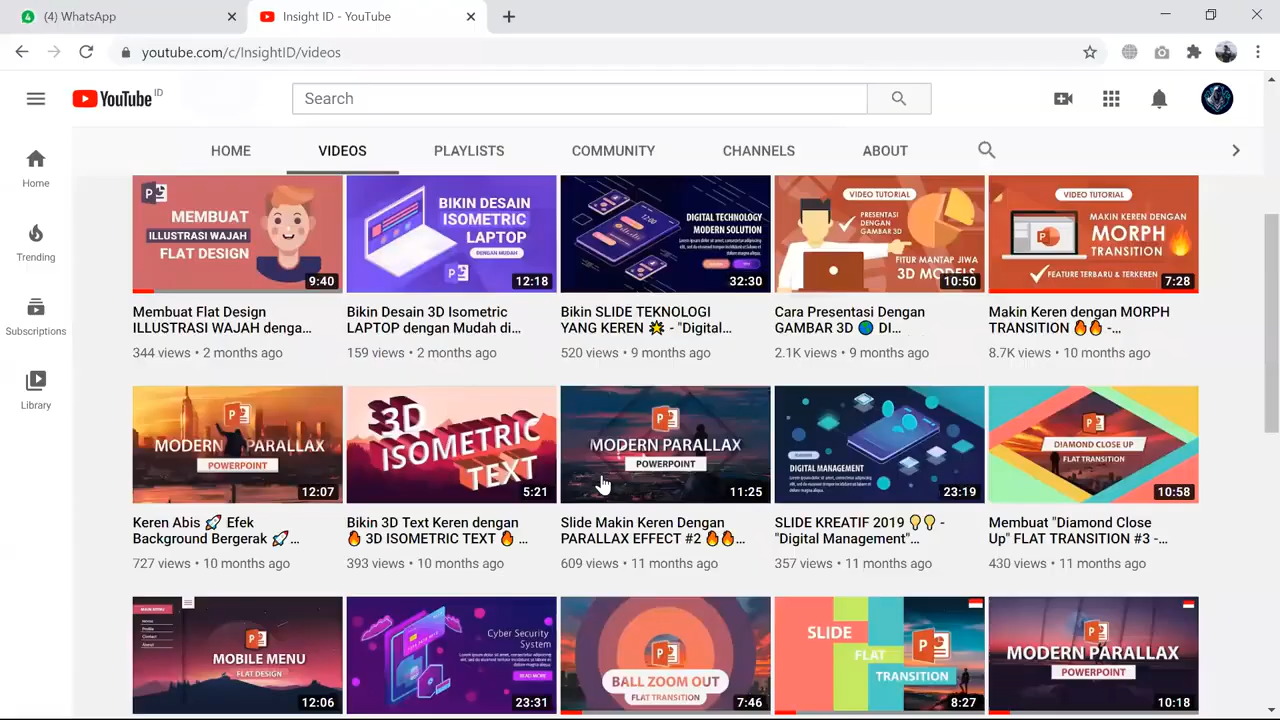 (4) WhatsApp
Insight ID - YouTube
youtube.com/c/InsightID/videos
YouTube ID
Search
HOME VIDEOS PLAYLISTS COMMUNITY CHANNELS ABOUT
Home
Trending
Subscriptions
Library
MEMBUAT
ILLUSTRASI WAJAH
FLAT DESIGN
9:40
Membuat Flat Design
ILLUSTRASI WAJAH denga...
344 views • 2 months ago
BIKIN DESAIN
ISOMETRIC
LAPTOP
DENGAN MUDAH
12:18
Bikin Desain 3D Isometric
LAPTOP dengan Mudah di...
159 views • 2 months ago
DIGITAL TECHNOLOGY
MODERN SOLUTION
32:30
Bikin SLIDE TEKNOLOGI
YANG KEREN 🌟 - "Digital...
520 views • 9 months ago
VIDEO TUTORIAL
PRESENTASI
DENGAN
GAMBAR 3D
FITUR MANTAP JIWA
3D MODELS
10:50
Cara Presentasi Dengan
GAMBAR 3D 🌏 DI...
2.1K views • 9 months ago
VIDEO TUTORIAL
MAKIN KEREN DENGAN
MORPH
TRANSITION
FEATURE TERBARU & TERKEREN
7:28
Makin Keren dengan MORPH
TRANSITION 🔥🔥 -...
8.7K views • 10 months ago
MODERN PARALLAX
POWERPOINT
12:07
Keren Abis 🚀 Efek
Background Bergerak 🚀...
727 views • 10 months ago
3D
ISOMETRIC
TEXT
5:21
Bikin 3D Text Keren dengan
🔥 3D ISOMETRIC TEXT 🔥 ...
393 views • 10 months ago
MODERN PARALLAX
POWERPOINT
11:25
Slide Makin Keren Dengan
PARALLAX EFFECT #2 🔥🔥...
609 views • 11 months ago
DIGITAL MANAGEMENT
23:19
SLIDE KREATIF 2019 💡💡 -
"Digital Management"...
357 views • 11 months ago
DIAMOND CLOSE UP
FLAT TRANSITION
10:58
Membuat "Diamond Close
Up" FLAT TRANSITION #3 -...
430 views • 11 months ago
MOBILE MENU
FLAT DESIGN
12:06
Cyber Security
System
READ MORE
23:31
BALL ZOOM OUT
FLAT TRANSITION
7:46
SLIDE
FLAT
TRANSITION
8:27
MODERN PARALLAX
POWERPOINT
10:18